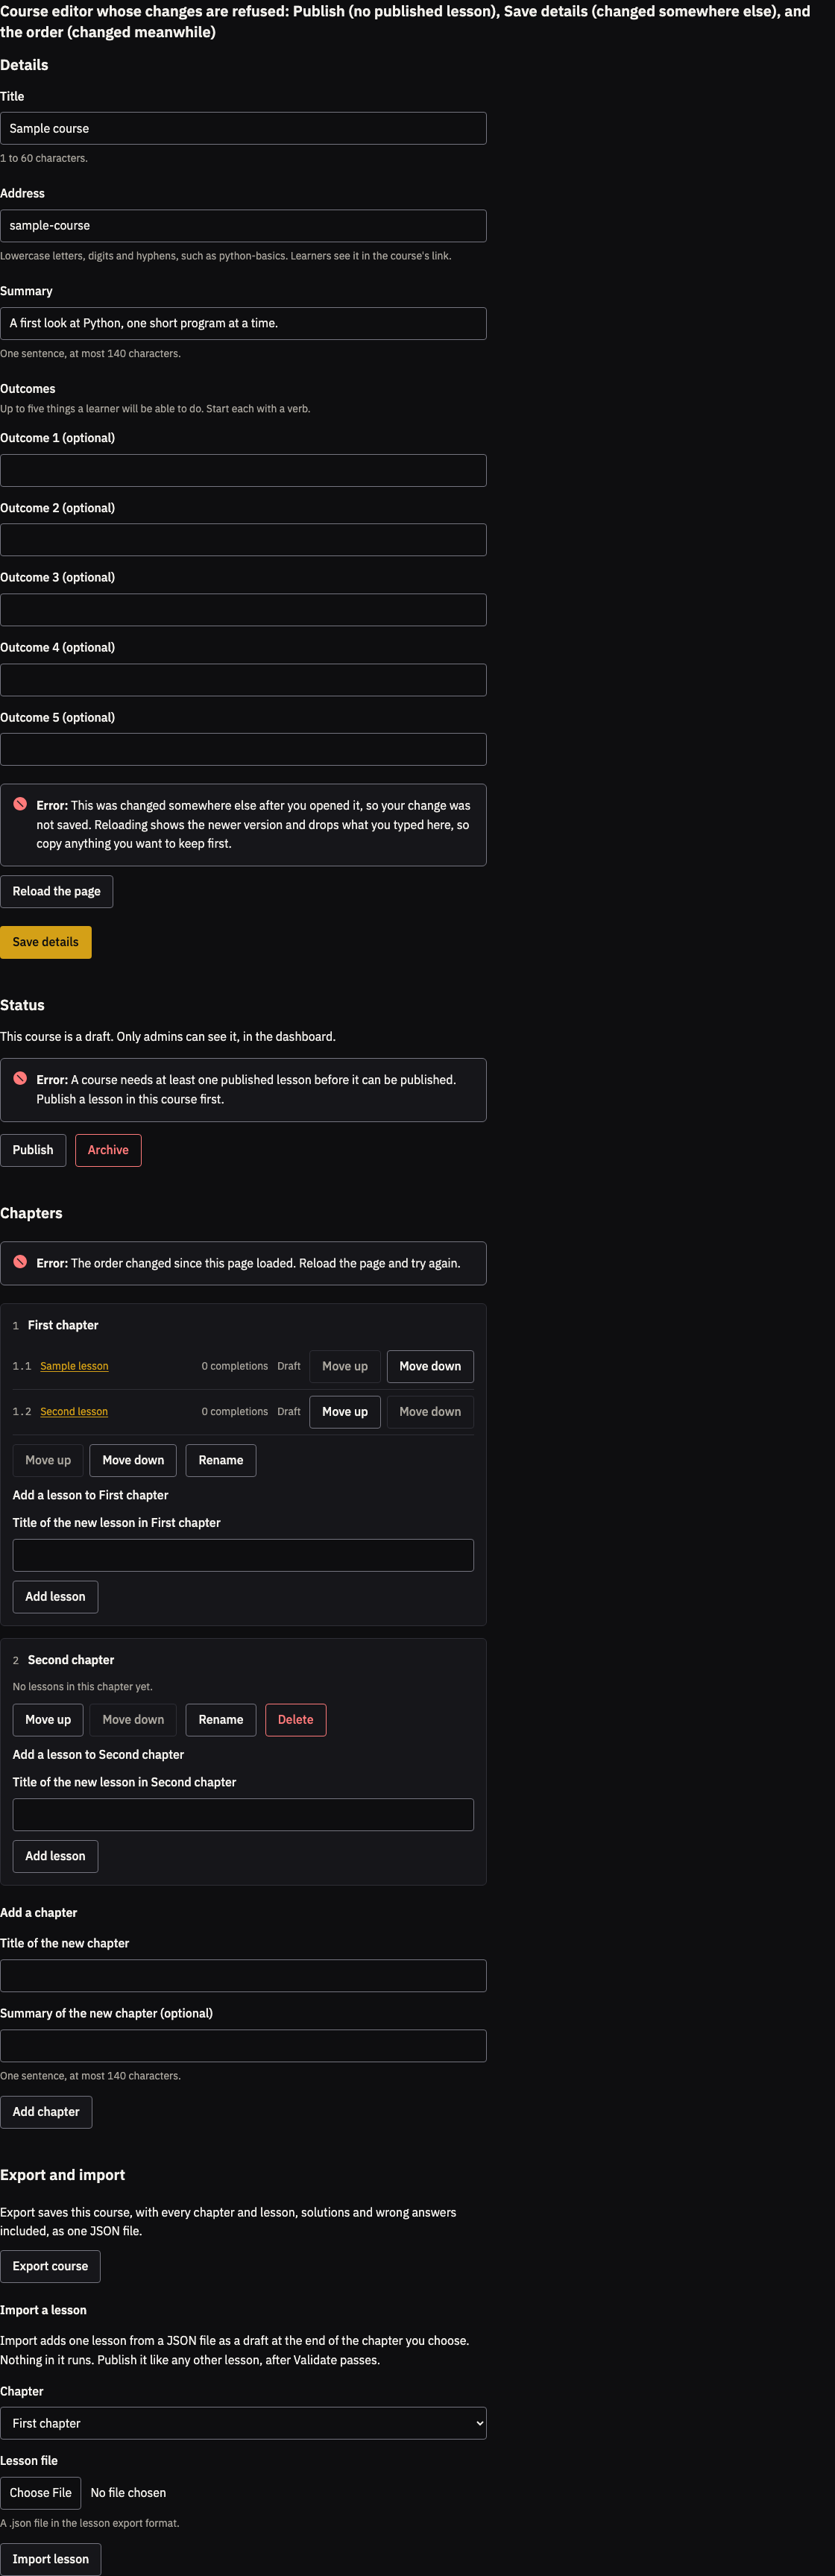 Course editor whose changes are refused: Publish (no published lesson), Save details (changed somewhere else), and
the order (changed meanwhile)
Details
Title
Sample course
1 to 60 characters.
Address
sample-course
Lowercase letters, digits and hyphens, such as python-basics. Learners see it in the course's link.
Summary
A first look at Python, one short program at a time.
One sentence, at most 140 characters.
Outcomes
Up to five things a learner will be able to do. Start each with a verb.
Outcome 1 (optional)
Outcome 2 (optional)
Outcome 3 (optional)
Outcome 4 (optional)
Outcome 5 (optional)
Error: This was changed somewhere else after you opened it, so your change was
not saved. Reloading shows the newer version and drops what you typed here, so
copy anything you want to keep first.
Reload the page
Save details
Status
This course is a draft. Only admins can see it, in the dashboard.
Error: A course needs at least one published lesson before it can be published.
Publish a lesson in this course first.
Publish Archive
Chapters
Error: The order changed since this page loaded. Reload the page and try again.
1 First chapter
1.1 Sample lesson 0 completions Draft Move up Move down
1.2 Second lesson 0 completions Draft Move up Move down
Move up Move down Rename
Add a lesson to First chapter
Title of the new lesson in First chapter
Add lesson
2 Second chapter
No lessons in this chapter yet.
Move up Move down Rename Delete
Add a lesson to Second chapter
Title of the new lesson in Second chapter
Add lesson
Add a chapter
Title of the new chapter
Summary of the new chapter (optional)
One sentence, at most 140 characters.
Add chapter
Export and import
Export saves this course, with every chapter and lesson, solutions and wrong answers
included, as one JSON file.
Export course
Import a lesson
Import adds one lesson from a JSON file as a draft at the end of the chapter you choose.
Nothing in it runs. Publish it like any other lesson, after Validate passes.
Chapter
First chapter
Lesson file
Choose File No file chosen
A .json file in the lesson export format.
Import lesson